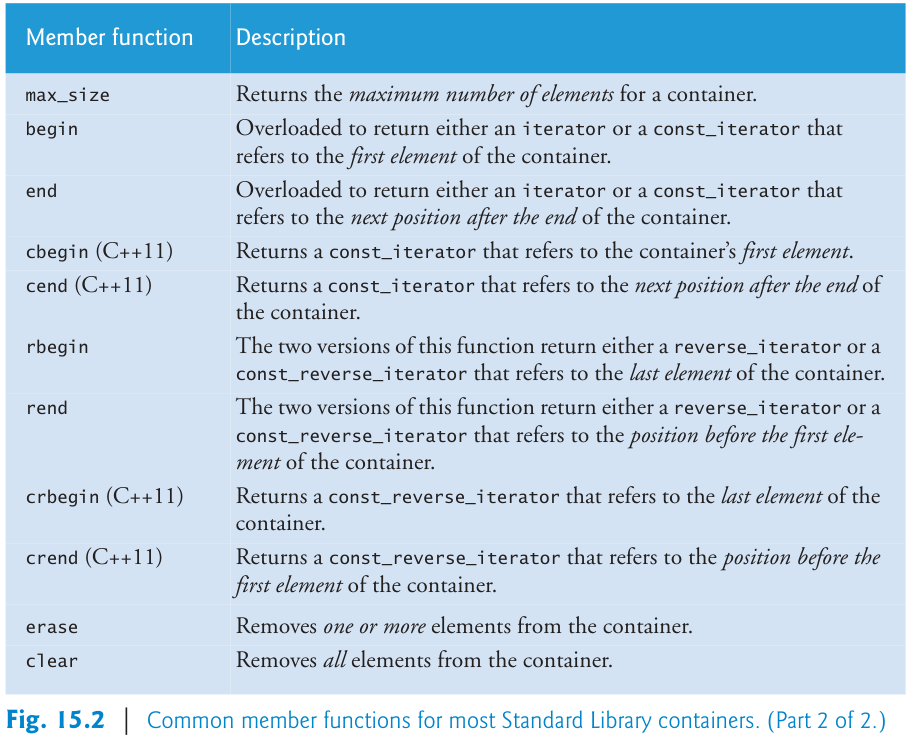 Member function Description
max_size Returns the maximum number of elements for a container.
begin Overloaded to return either an iterator or a const_iterator that
refers to the first element of the container.
end Overloaded to return either an iterator or a const_iterator that
refers to the next position after the end of the container.
cbegin (C++11) Returns a const_iterator that refers to the container’s first element.
cend (C++11) Returns a const_iterator that refers to the next position after the end of
the container.
rbegin The two versions of this function return either a reverse_iterator or a
const_reverse_iterator that refers to the last element of the container.
rend The two versions of this function return either a reverse_iterator or a
const_reverse_iterator that refers to the position before the first ele-
ment of the container.
crbegin (C++11) Returns a const_reverse_iterator that refers to the last element of the
container.
crend (C++11) Returns a const_reverse_iterator that refers to the position before the
first element of the container.
erase Removes one or more elements from the container.
clear Removes all elements from the container.
Fig. 15.2 | Common member functions for most Standard Library containers. (Part 2 of 2.)